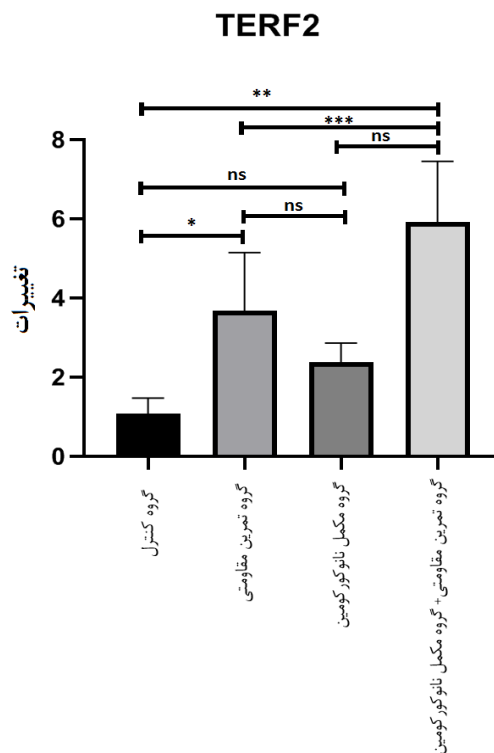 TERF2
**
***
ns
ns
ns
*
8
6
4
2
0
تغییرات
گروه کنترل
گروه تمرین مقاومتی
گروه مکمل نانوکورکومین
گروه تمرین مقاومتی + گروه مکمل نانوکورکومین